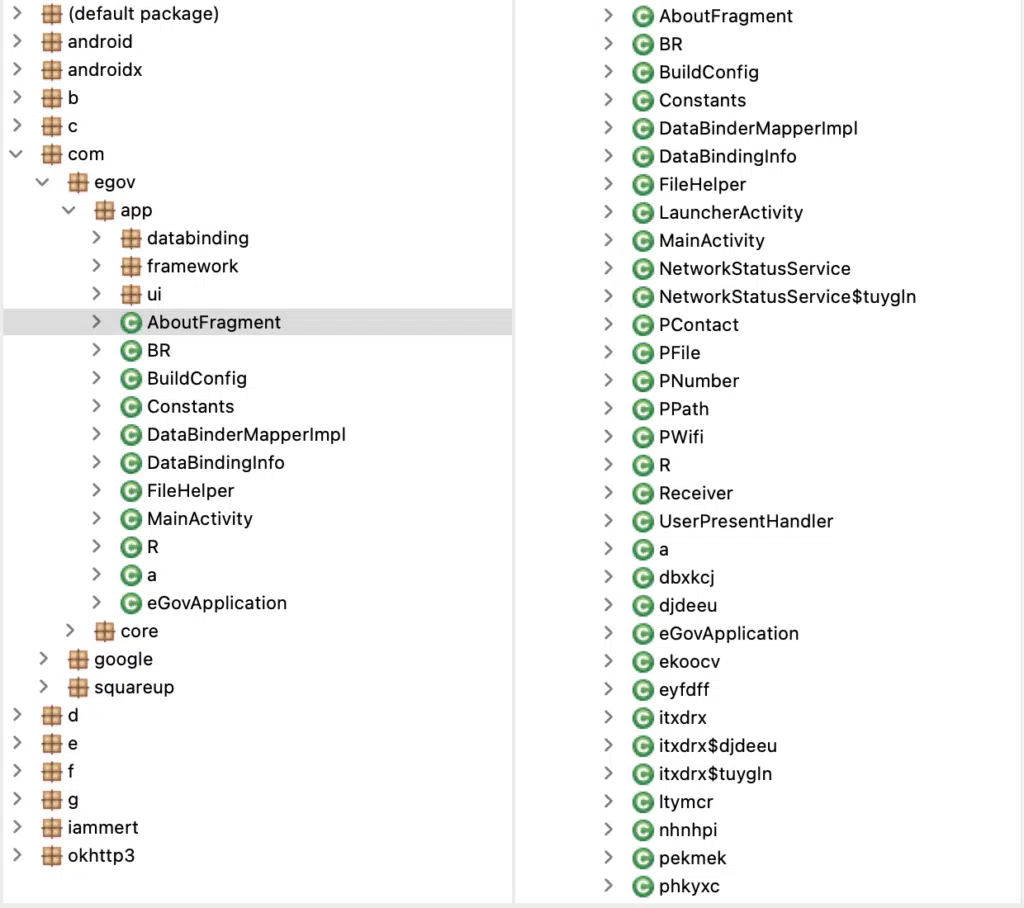 (default package)
android
androidx
b
c
com
egov
app
databinding
framework
ui
AboutFragment
BR
BuildConfig
Constants
DataBinderMapperImpl
DataBindingInfo
FileHelper
MainActivity
R
a
eGovApplication
core
google
squareup
d
e
f
g
iammert
okhttp3
AboutFragment
BR
BuildConfig
Constants
DataBinderMapperImpl
DataBindingInfo
FileHelper
LauncherActivity
MainActivity
NetworkStatusService
NetworkStatusService$tuygln
PContact
PFile
PNumber
PPath
PWifi
R
Receiver
UserPresentHandler
a
dbxkcj
djdeeu
eGovApplication
ekoocv
eyfdff
itxdrx
itxdrx$djdeeu
itxdrx$tuygln
ltymcr
nhnhpi
pekmek
phkyxc